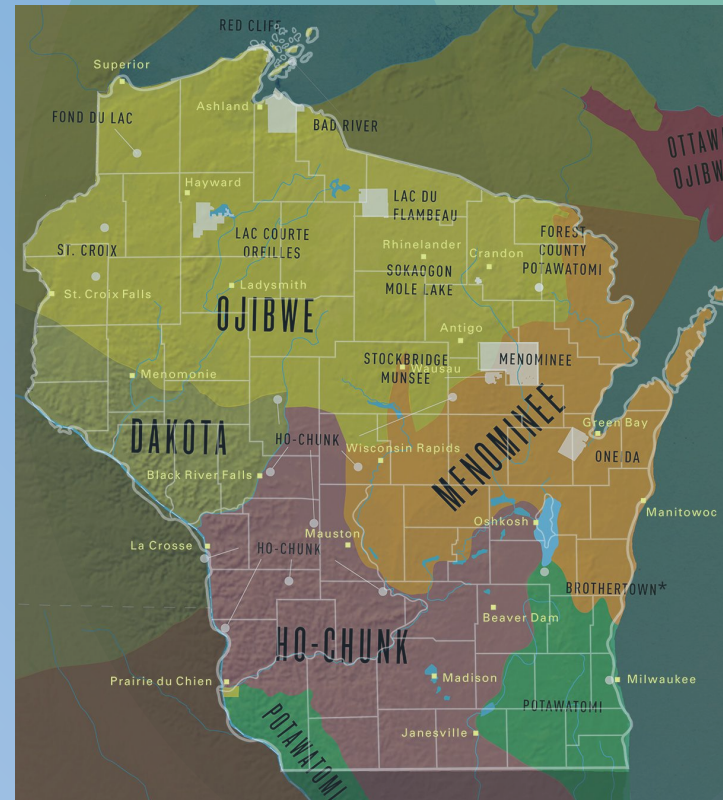 RED CLIFF
Superior
Ashland
FOND DU LAC
BAD RIVER
OTTAW
OJIBW
Hayward
LAC DU
FLAMBEAU
LAC COURTE
OREILLES
ST. CROIX
Rhinelander
Crandon
FOREST
COUNTY
POTAWATOMI
SOKAOGON
MOLE LAKE
Ladysmith
St. Croix Falls
OJIBWE
Antigo
STOCKBRIDGE
MUNSEE
Wausau
MENOMINEE
Menomonie
MENOMINEE
DAKOTA
HO-CHUNK
Green Bay
Wisconsin Rapids
ONEIDA
Black River Falls
Manitowoc
Oshkosh
Mauston
La Crosse
HO-CHUNK
BROTHERTOWN*
Beaver Dam
HO-CHUNK
Prairie du Chien
Madison
Milwaukee
POTAWATOMI
POTAWATOMI
Janesville